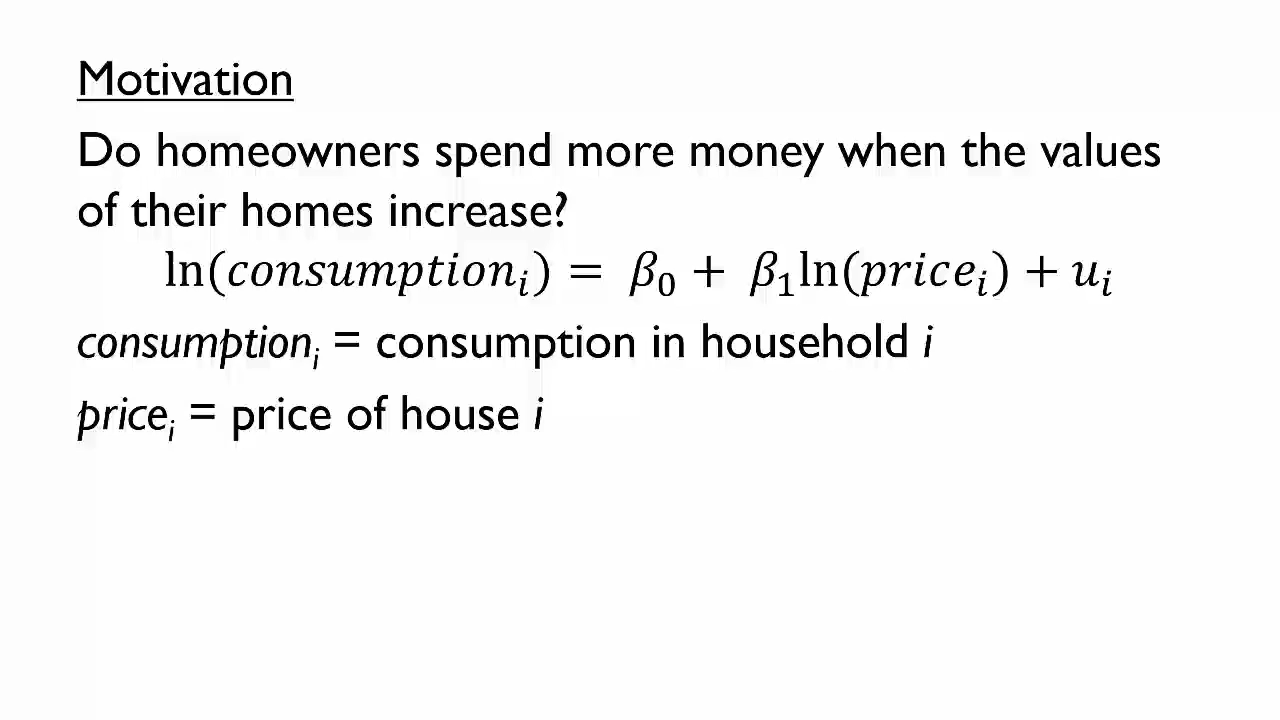 Motivation
Do homeowners spend more money when the values
of their homes increase?
ln(consumptionᵢ) = β₀ + β₁ln(priceᵢ) + uᵢ
consumptionᵢ = consumption in household i
priceᵢ = price of house i